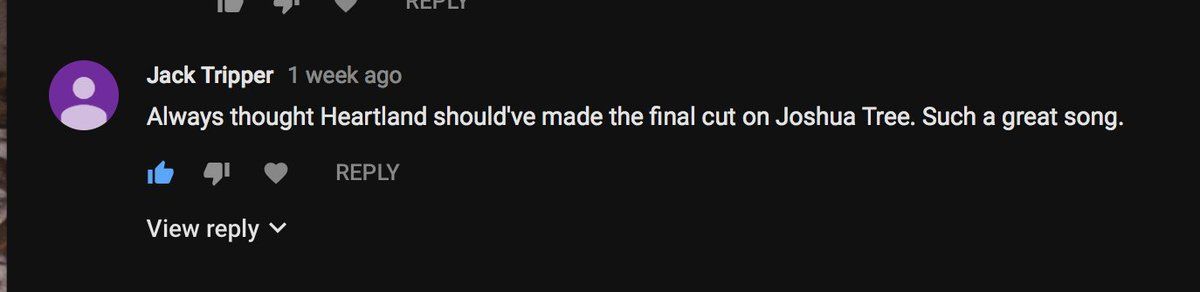 REPLY
Jack Tripper 1 week ago
Always thought Heartland should've made the final cut on Joshua Tree. Such a great song.
REPLY
View reply